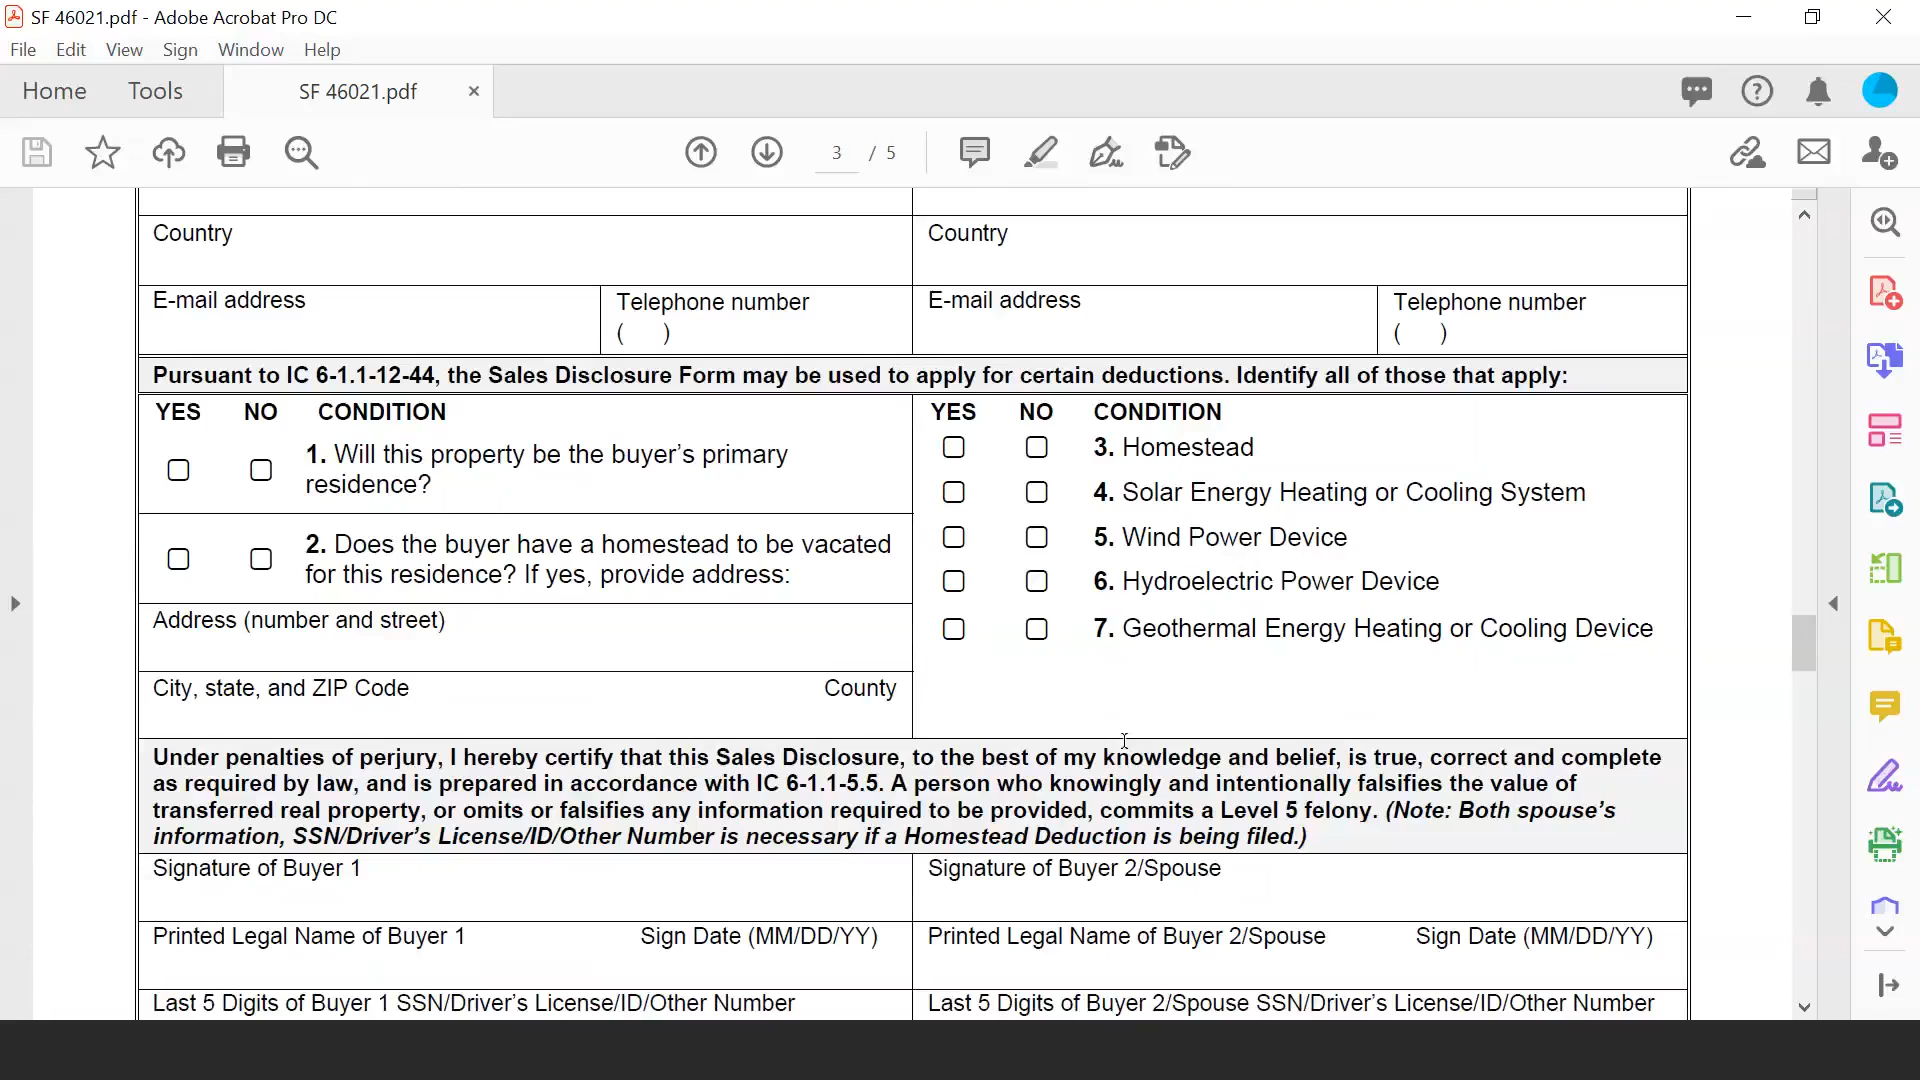 SF 46021.pdf - Adobe Acrobat Pro DC
File Edit View Sign Window Help
Home Tools SF 46021.pdf ×
3 / 5
Country Country
E-mail address Telephone number E-mail address Telephone number
( ) ( )
Pursuant to IC 6-1.1-12-44, the Sales Disclosure Form may be used to apply for certain deductions. Identify all of those that apply:
YES NO CONDITION
1. Will this property be the buyer’s primary
residence?
2. Does the buyer have a homestead to be vacated
for this residence? If yes, provide address:
Address (number and street)
City, state, and ZIP Code County
YES NO CONDITION
3. Homestead
4. Solar Energy Heating or Cooling System
5. Wind Power Device
6. Hydroelectric Power Device
7. Geothermal Energy Heating or Cooling Device
Under penalties of perjury, I hereby certify that this Sales Disclosure, to the best of my knowledge and belief, is true, correct and complete
as required by law, and is prepared in accordance with IC 6-1.1-5.5. A person who knowingly and intentionally falsifies the value of
transferred real property, or omits or falsifies any information required to be provided, commits a Level 5 felony. (Note: Both spouse’s
information, SSN/Driver’s License/ID/Other Number is necessary if a Homestead Deduction is being filed.)
Signature of Buyer 1 Signature of Buyer 2/Spouse
Printed Legal Name of Buyer 1 Sign Date (MM/DD/YY) Printed Legal Name of Buyer 2/Spouse Sign Date (MM/DD/YY)
Last 5 Digits of Buyer 1 SSN/Driver’s License/ID/Other Number Last 5 Digits of Buyer 2/Spouse SSN/Driver’s License/ID/Other Number